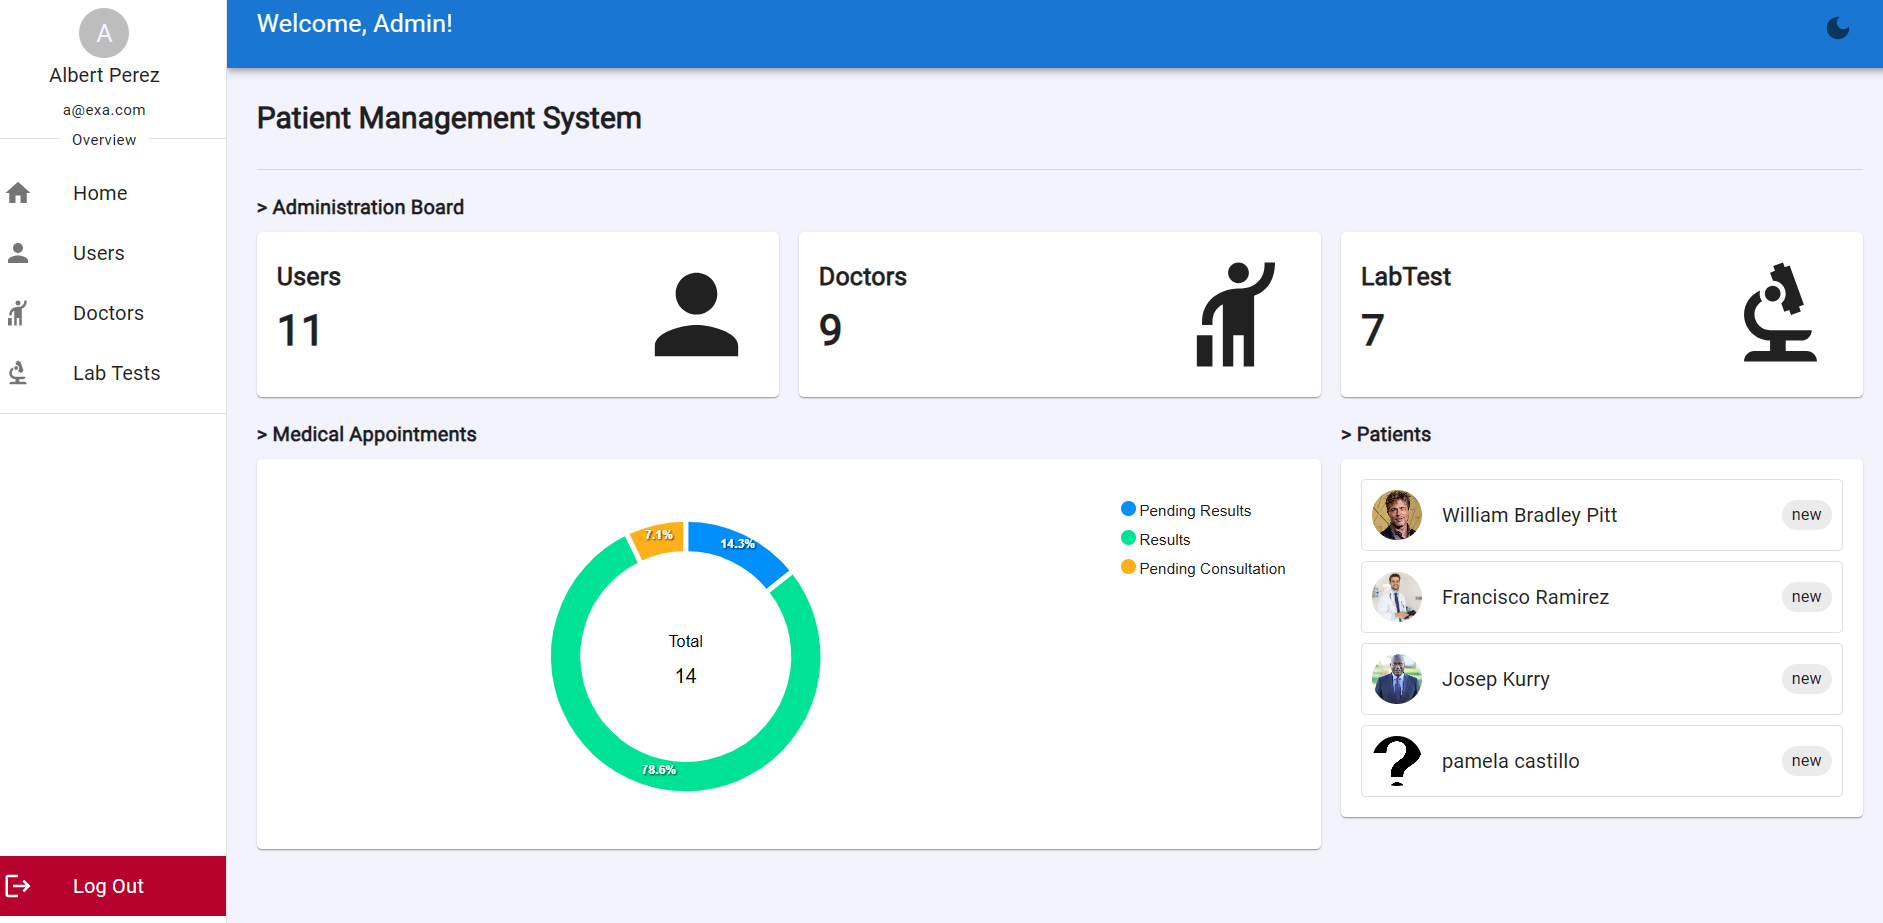 A
Albert Perez
a@exa.com
Overview
Home
Users
Doctors
Lab Tests
Log Out
Welcome, Admin!
Patient Management System
> Administration Board
Users
11
Doctors
9
LabTest
7
> Medical Appointments
7.1%
14.3%
78.6%
Total
14
Pending Results
Results
Pending Consultation
> Patients
William Bradley Pitt
new
Francisco Ramirez
new
Josep Kurry
new
?
pamela castillo
new